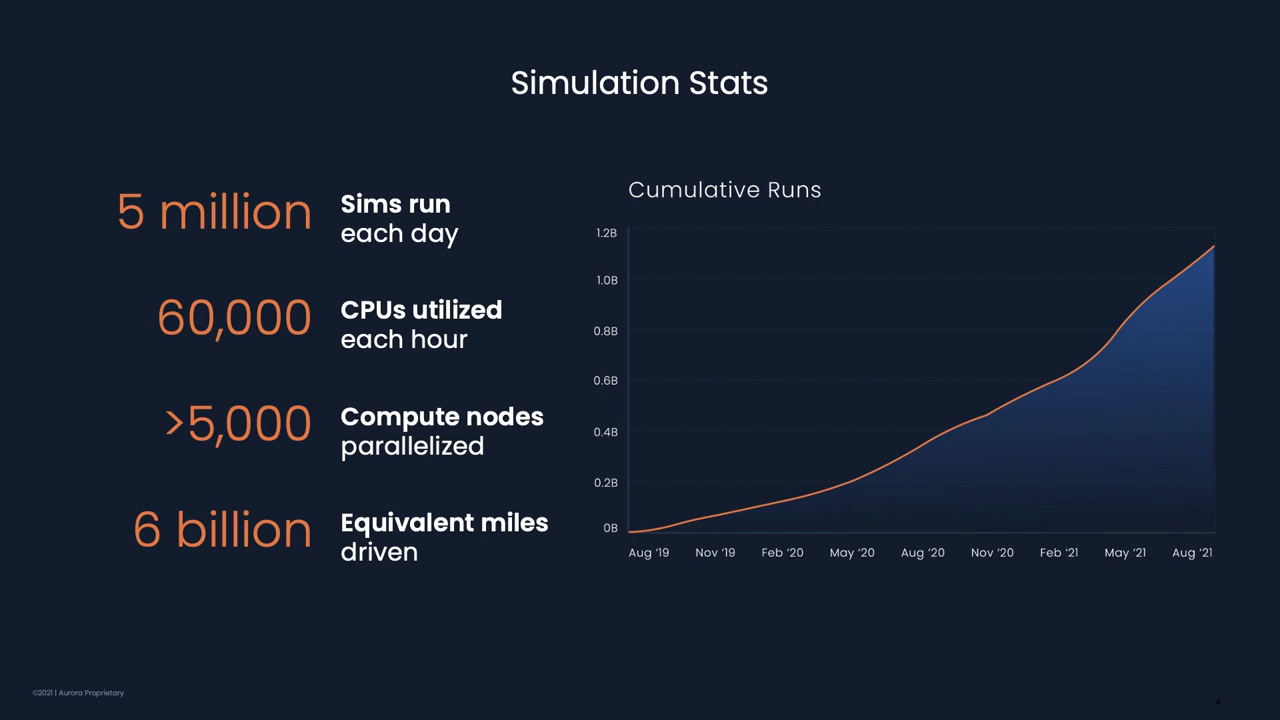 Simulation Stats
5 million
Sims run
each day
60,000
CPUs utilized
each hour
>5,000
Compute nodes
parallelized
6 billion
Equivalent miles
driven
Cumulative Runs
1.2B
1.0B
0.8B
0.6B
0.4B
0.2B
0B
Aug ‘19 Nov ‘19 Feb ‘20 May ‘20 Aug ‘20 Nov ‘20 Feb ‘21 May ‘21 Aug ‘21
©2021 | Aurora Proprietary
4